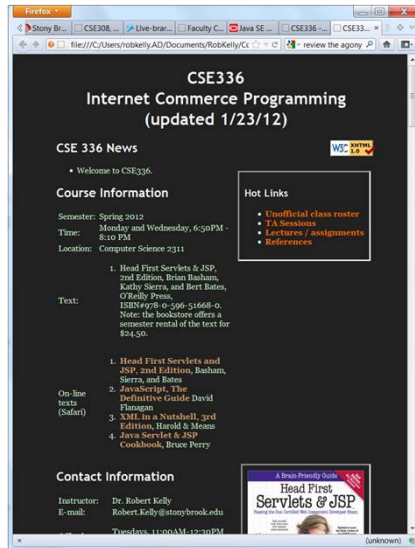 Firefox
Stony Br...
CSE308, ...
Live-bran...
Faculty C...
Java SE ...
CSE336 -...
CSE33...
file:///C:/Users/robkelly.AD/Documents/RobKelly/Cc
review the agony
CSE336
Internet Commerce Programming
(updated 1/23/12)
CSE 336 News
W3C XHTML 1.0
Welcome to CSE336.
Course Information
Hot Links
Unofficial class roster
TA Sessions
Lectures / assignments
References
Semester: Spring 2012
Time: Monday and Wednesday, 6:50PM -
8:10 PM
Location: Computer Science 2311
Text:
1. Head First Servlets & JSP,
2nd Edition, Brian Basham,
Kathy Sierra, and Bert Bates,
O'Reilly Press,
ISBN#978-0-596-51668-0.
Note: the bookstore offers a
semester rental of the text for
$24.50.
On-line
texts
(Safari)
1. Head First Servlets and
JSP, 2nd Edition, Basham,
Sierra, and Bates
2. JavaScript, The
Definitive Guide David
Flanagan
3. XML in a Nutshell, 3rd
Edition, Harold & Means
4. Java Servlet & JSP
Cookbook, Bruce Perry
Contact Information
Instructor: Dr. Robert Kelly
E-mail: Robert.Kelly@stonybrook.edu
Tuesdays, 11:00AM-12:30PM
A Brain-Friendly Guide
Head First
Servlets & JSP
(unknown)